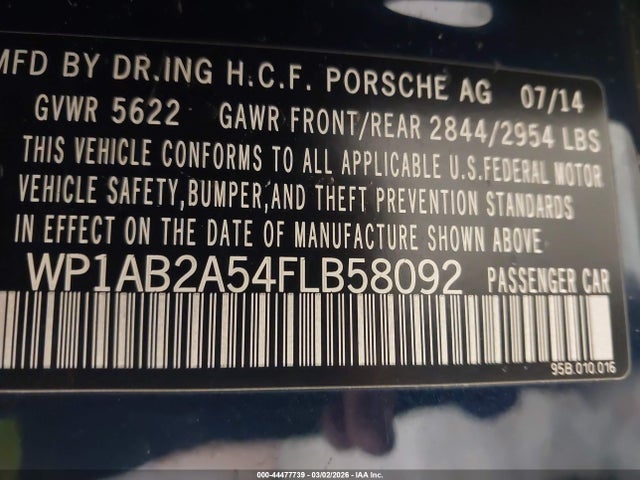 MFD BY DR.ING H.C.F. PORSCHE AG 07/14
GVWR 5622 GAWR FRONT/REAR 2844/2954 LBS
THIS VEHICLE CONFORMS TO ALL APPLICABLE U.S.FEDERAL MOTOR
VEHICLE SAFETY,BUMPER,AND THEFT PREVENTION STANDARDS
IN EFFECT ON THE DATE OF MANUFACTURE SHOWN ABOVE
WP1AB2A54FLB58092 PASSENGER CAR
95B.010.016
000-44477739 | 03/02/2026 | IAA Inc.